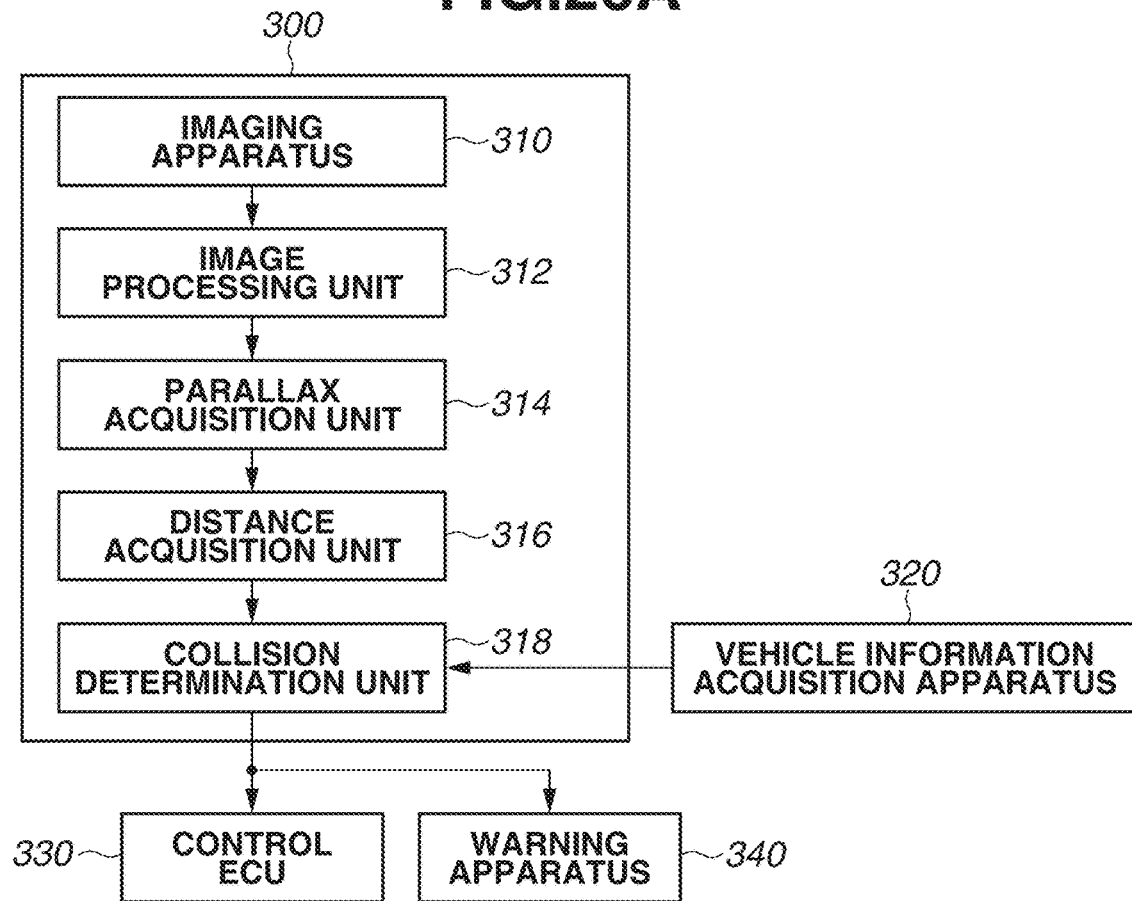 300
IMAGING
APPARATUS
310
IMAGE
PROCESSING UNIT
312
PARALLAX
ACQUISITION UNIT
314
DISTANCE
ACQUISITION UNIT
316
COLLISION
DETERMINATION UNIT
318
320
VEHICLE INFORMATION
ACQUISITION APPARATUS
330
CONTROL
ECU
WARNING
APPARATUS
340